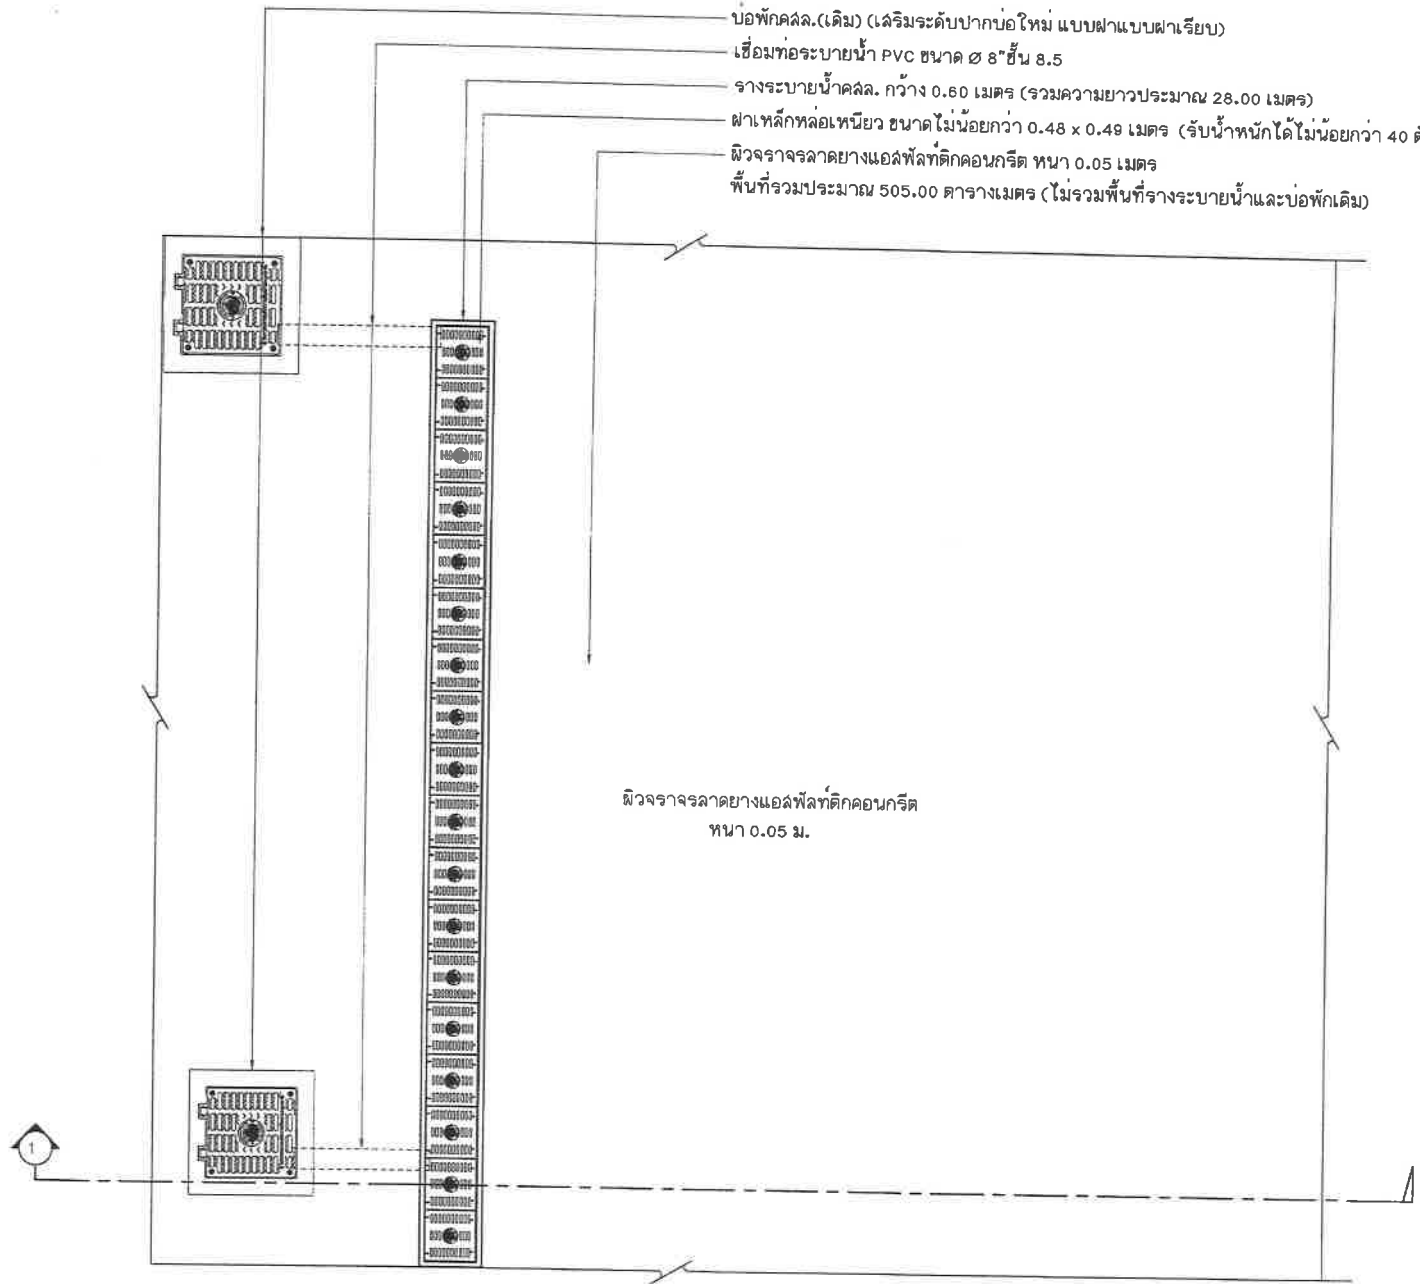 บ่อพักคสล.(เดิม) (เสริมระดับปากบ่อใหม่ แบบฝาแบบฝาเรียบ)
เชื่อมท่อระบายน้ำ PVC ขนาด Ø 8"ชั้น 8.5
รางระบายน้ำคสล. กว้าง 0.60 เมตร (รวมความยาวประมาณ 28.00 เมตร)
ฝาเหล็กหล่อเหนียว ขนาดไม่น้อยกว่า 0.48 x 0.49 เมตร (รับน้ำหนักได้ไม่น้อยกว่า 40
ผิวจราจรลาดยางแอสฟัลท์ติกคอนกรีต หนา 0.05 เมตร
พื้นที่รวมประมาณ 505.00 ตารางเมตร (ไม่รวมพื้นที่รางระบายน้ำและบ่อพักเดิม)
ผิวจราจรลาดยางแอสฟัลท์ติกคอนกรีต
หนา 0.05 ม.
1